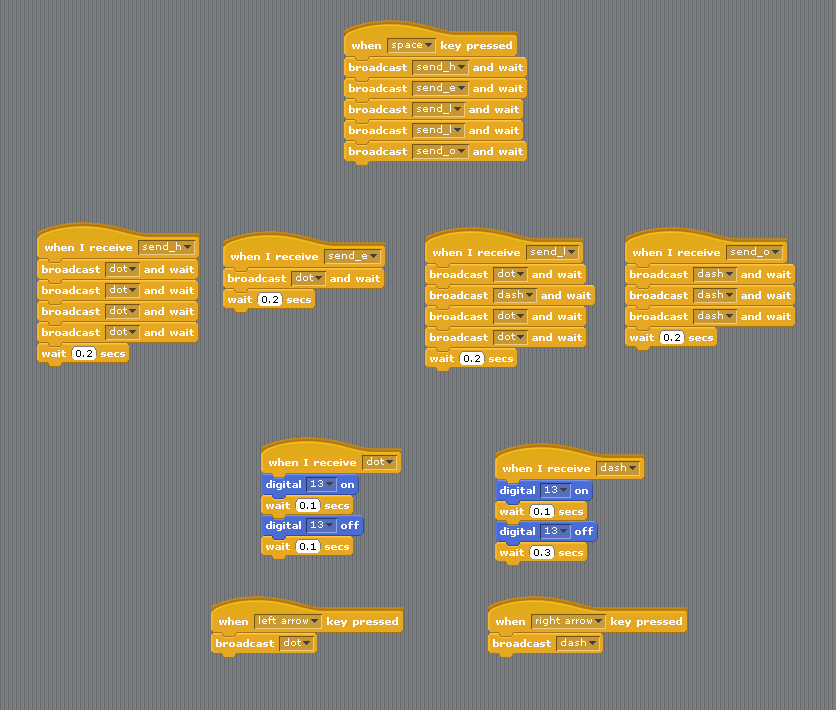 when space key pressed
broadcast send_h and wait
broadcast send_e and wait
broadcast send_l and wait
broadcast send_l and wait
broadcast send_o and wait
when I receive send_h
broadcast dot and wait
broadcast dot and wait
broadcast dot and wait
broadcast dot and wait
wait 0.2 secs
when I receive send_e
broadcast dot and wait
wait 0.2 secs
when I receive send_l
broadcast dot and wait
broadcast dash and wait
broadcast dot and wait
broadcast dot and wait
wait 0.2 secs
when I receive send_o
broadcast dash and wait
broadcast dash and wait
broadcast dash and wait
wait 0.2 secs
when I receive dot
digital 13 on
wait 0.1 secs
digital 13 off
wait 0.1 secs
when I receive dash
digital 13 on
wait 0.1 secs
digital 13 off
wait 0.3 secs
when left arrow key pressed
broadcast dot
when right arrow key pressed
broadcast dash